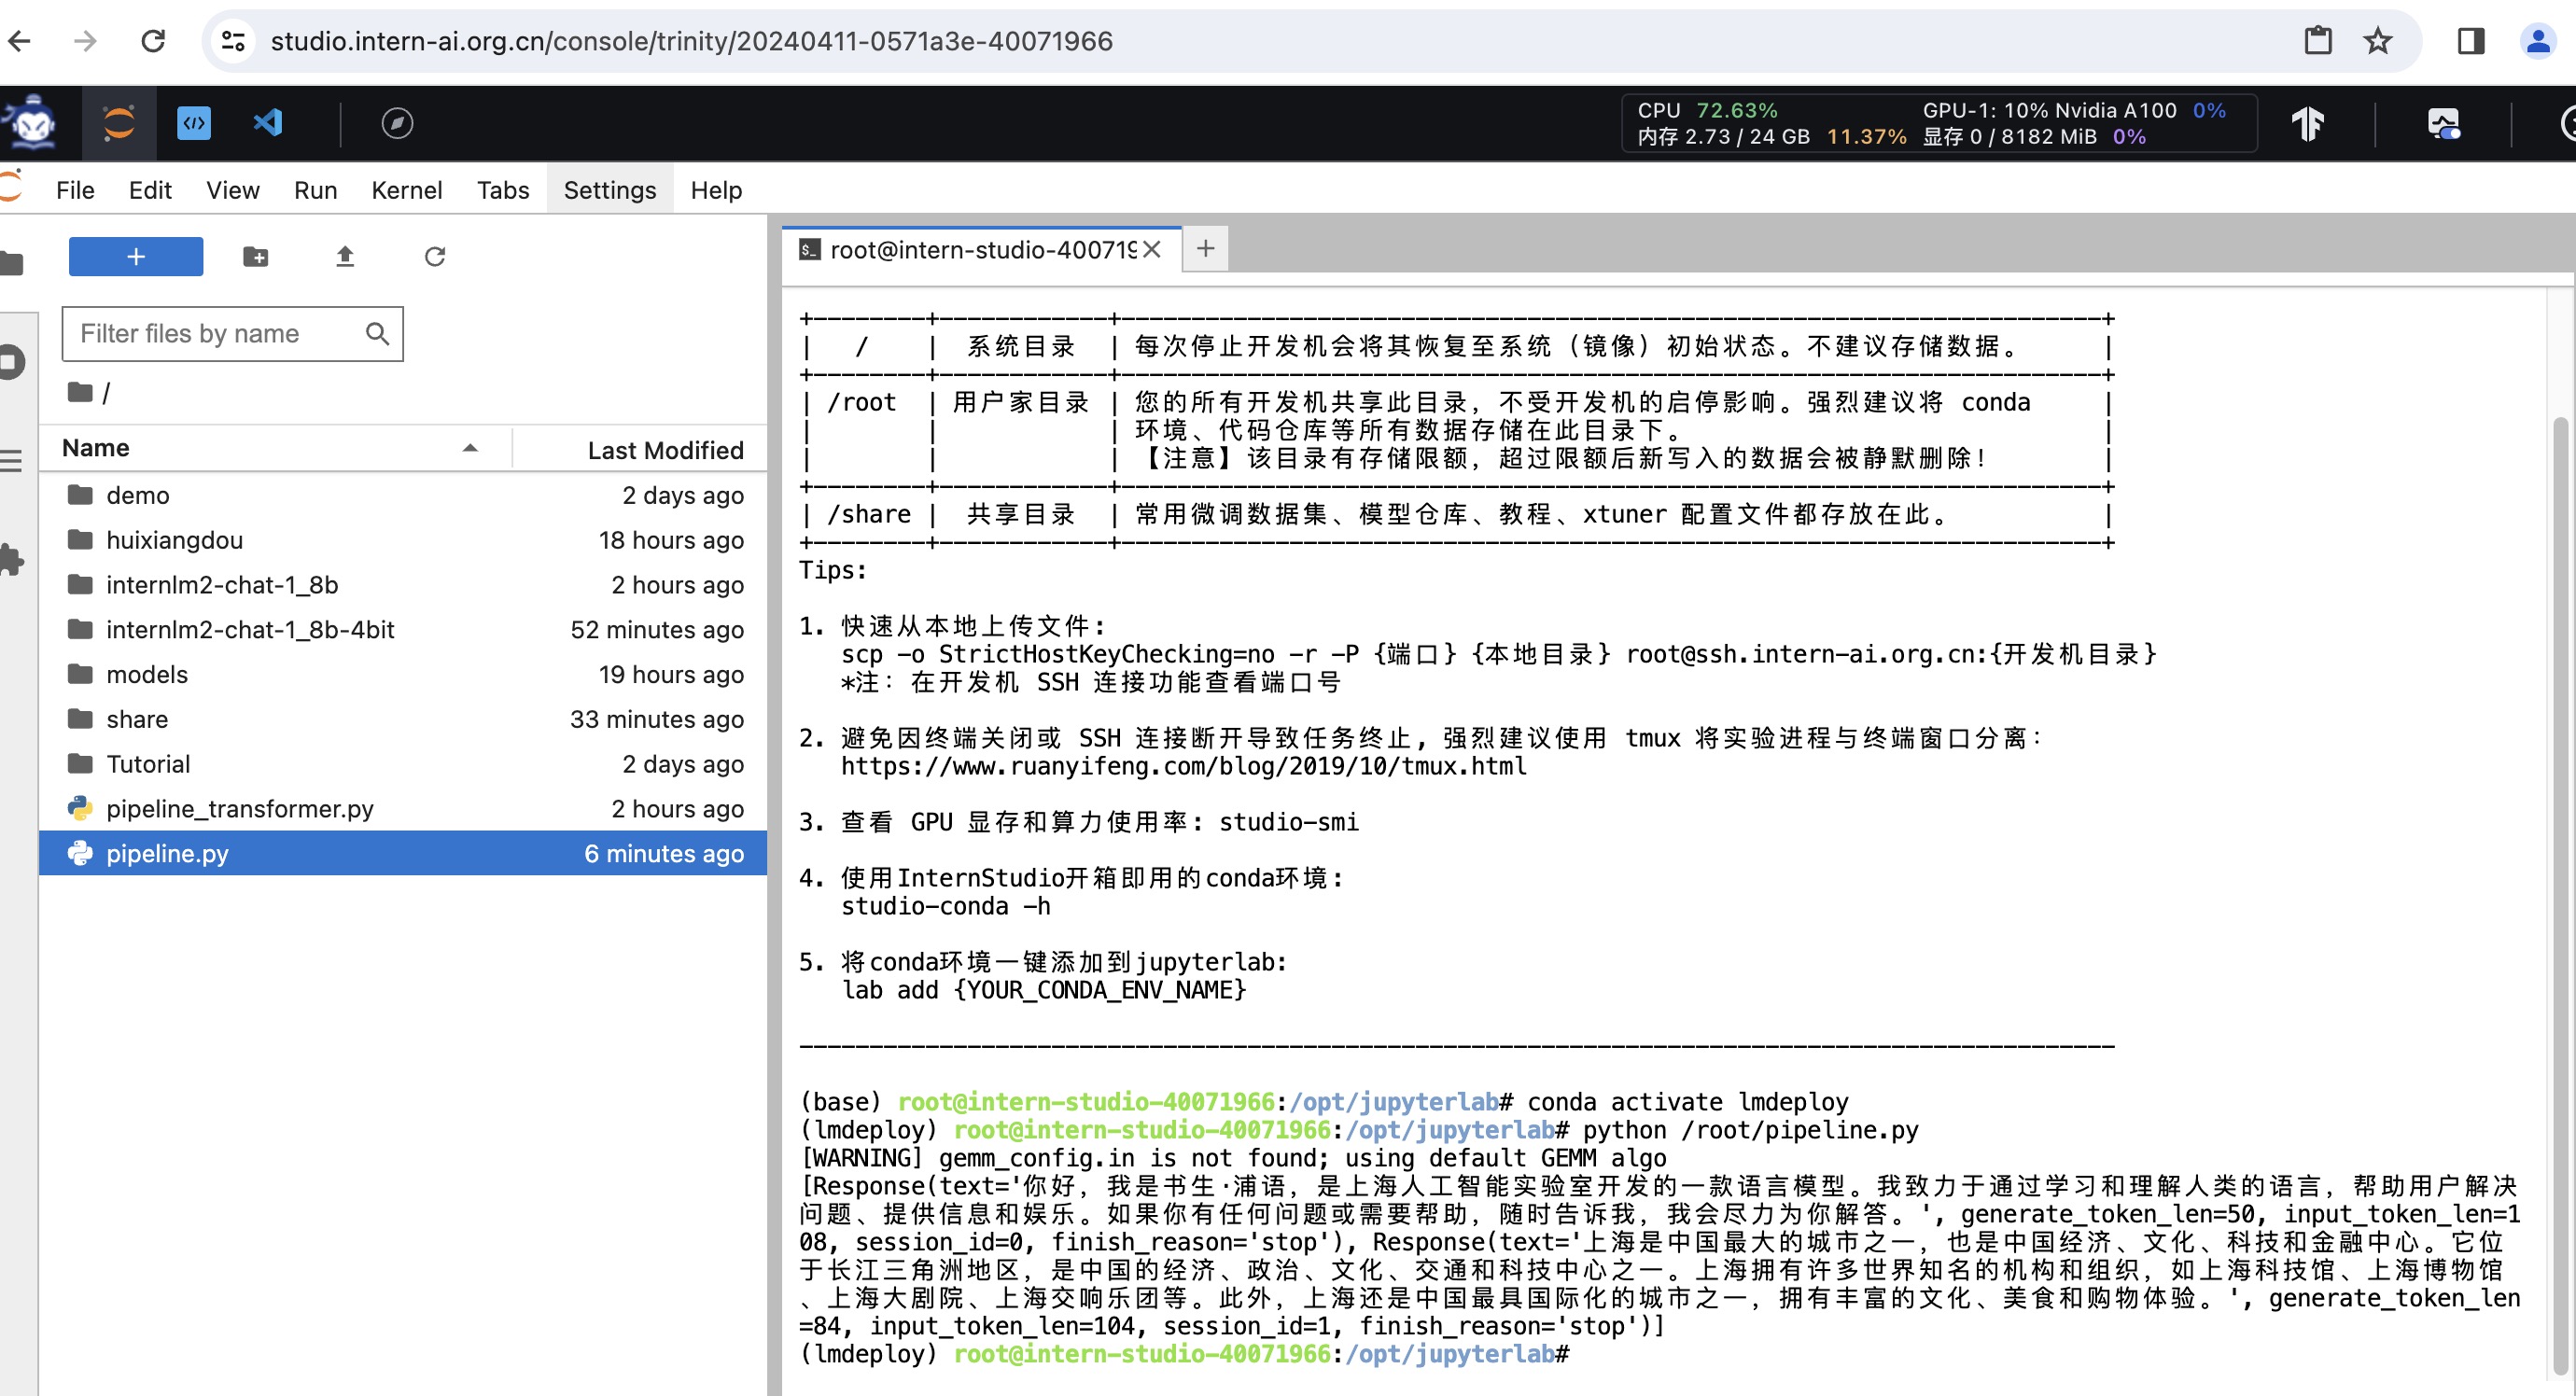 studio.intern-ai.org.cn/console/trinity/20240411-0571a3e-40071966
CPU 72.63% GPU-1: 10% Nvidia A100 0%
内存 2.73 / 24 GB 11.37% 显存 0 / 8182 MiB 0%
File Edit View Run Kernel Tabs Settings Help
+
Filter files by name
/
Name Last Modified
demo 2 days ago
huixiangdou 18 hours ago
internlm2-chat-1_8b 2 hours ago
internlm2-chat-1_8b-4bit 52 minutes ago
models 19 hours ago
share 33 minutes ago
Tutorial 2 days ago
pipeline_transformer.py 2 hours ago
pipeline.py 6 minutes ago
root@intern-studio-400719
| / | 系统目录 | 每次停止开发机会将其恢复至系统（镜像）初始状态。不建议存储数据。 |
| /root | 用户家目录 | 您的所有开发机共享此目录，不受开发机的启停影响。强烈建议将 conda |
| | | 环境、代码仓库等所有数据存储在此目录下。 |
| | | 【注意】该目录有存储限额，超过限额后新写入的数据会被静默删除！ |
| /share | 共享目录 | 常用微调数据集、模型仓库、教程、xtuner 配置文件都存放在此。 |
Tips:
1. 快速从本地上传文件：
scp -o StrictHostKeyChecking=no -r -P {端口} {本地目录} root@ssh.intern-ai.org.cn:{开发机目录}
*注：在开发机 SSH 连接功能查看端口号
2. 避免因终端关闭或 SSH 连接断开导致任务终止，强烈建议使用 tmux 将实验进程与终端窗口分离：
https://www.ruanyifeng.com/blog/2019/10/tmux.html
3. 查看 GPU 显存和算力使用率：studio-smi
4. 使用InternStudio开箱即用的conda环境：
studio-conda -h
5. 将conda环境一键添加到jupyterlab:
lab add {YOUR_CONDA_ENV_NAME}
(base) root@intern-studio-40071966:/opt/jupyterlab# conda activate lmdeploy
(lmdeploy) root@intern-studio-40071966:/opt/jupyterlab# python /root/pipeline.py
[WARNING] gemm_config.in is not found; using default GEMM algo
[Response(text='你好，我是书生·浦语，是上海人工智能实验室开发的一款语言模型。我致力于通过学习和理解人类的语言，帮助用户解决
问题、提供信息和娱乐。如果你有任何问题或需要帮助，随时告诉我，我会尽力为你解答。', generate_token_len=50, input_token_len=1
08, session_id=0, finish_reason='stop'), Response(text='上海是中国最大的城市之一，也是中国经济、文化、科技和金融中心。它位
于长江三角洲地区，是中国的经济、政治、文化、交通和科技中心之一。上海拥有许多世界知名的机构和组织，如上海科技馆、上海博物馆
、上海大剧院、上海交响乐团等。此外，上海还是中国最具国际化的城市之一，拥有丰富的文化、美食和购物体验。', generate_token_len
=84, input_token_len=104, session_id=1, finish_reason='stop')]
(lmdeploy) root@intern-studio-40071966:/opt/jupyterlab#